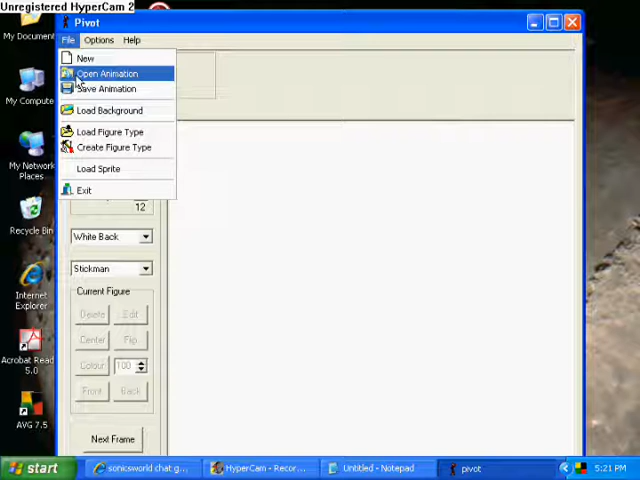 Unregistered HyperCam 2
Pivot
My Document
File Options Help
New
Open Animation
Save Animation
Load Background
Load Figure Type
Create Figure Type
Load Sprite
Exit
My Compute
My Network
Places
Recycle Bin
Internet
Explorer
Acrobat Read
5.0
AVG 7.5
12
White Back
Stickman
Current Figure
Delete Edit
Center Flip
Colour 100
Front Back
Next Frame
start
sonicsworld chat g...
HyperCam - Recor...
Untitled - Notepad
pivot
5:21 PM